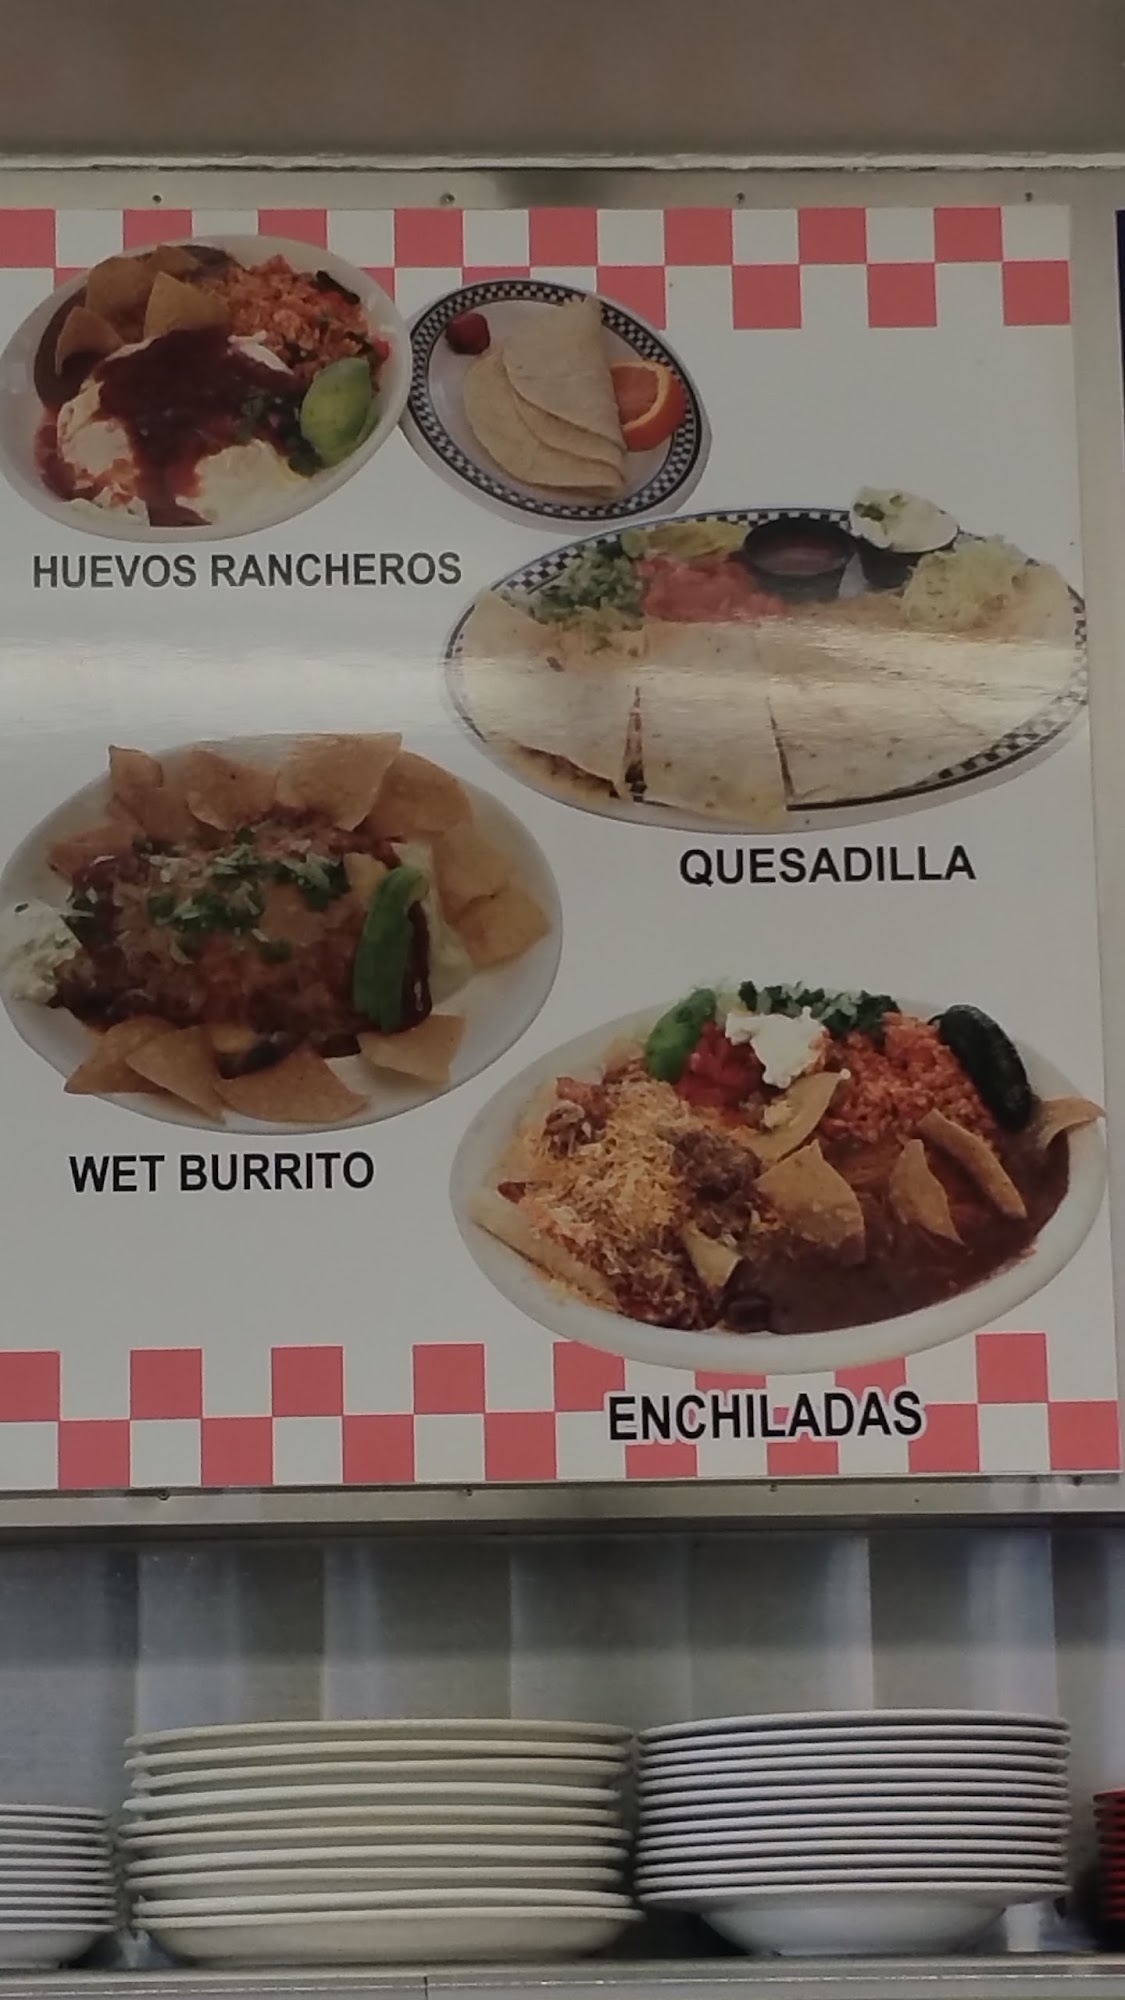 HUEVOS RANCHEROS
QUESADILLA
WET BURRITO
ENCHILADAS